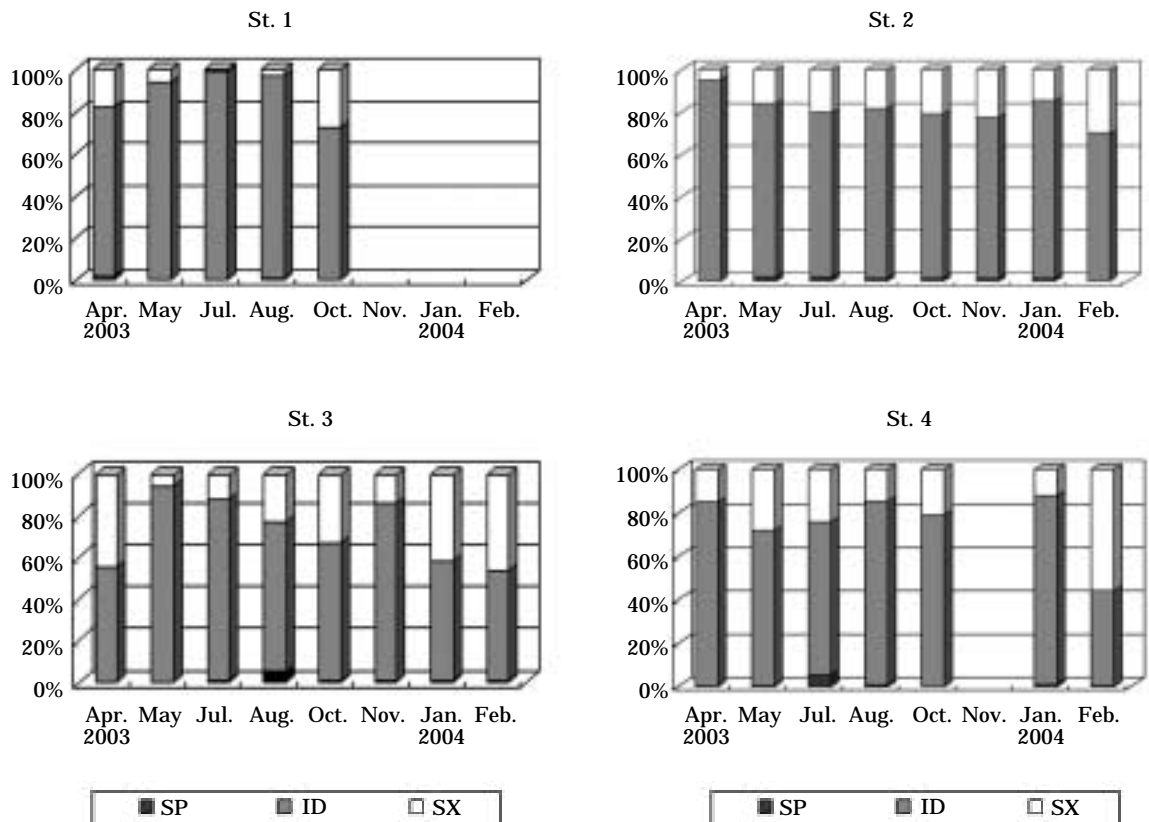 St. 1
100%
80%
60%
40%
20%
0%
Apr. May Jul. Aug. Oct. Nov. Jan. Feb.
2003 2004
St. 2
100%
80%
60%
40%
20%
0%
Apr. May Jul. Aug. Oct. Nov. Jan. Feb.
2003 2004
St. 3
100%
80%
60%
40%
20%
0%
Apr. May Jul. Aug. Oct. Nov. Jan. Feb.
2003 2004
St. 4
100%
80%
60%
40%
20%
0%
Apr. May Jul. Aug. Oct. Nov. Jan. Feb.
2003 2004
SP ID SX
SP ID SX